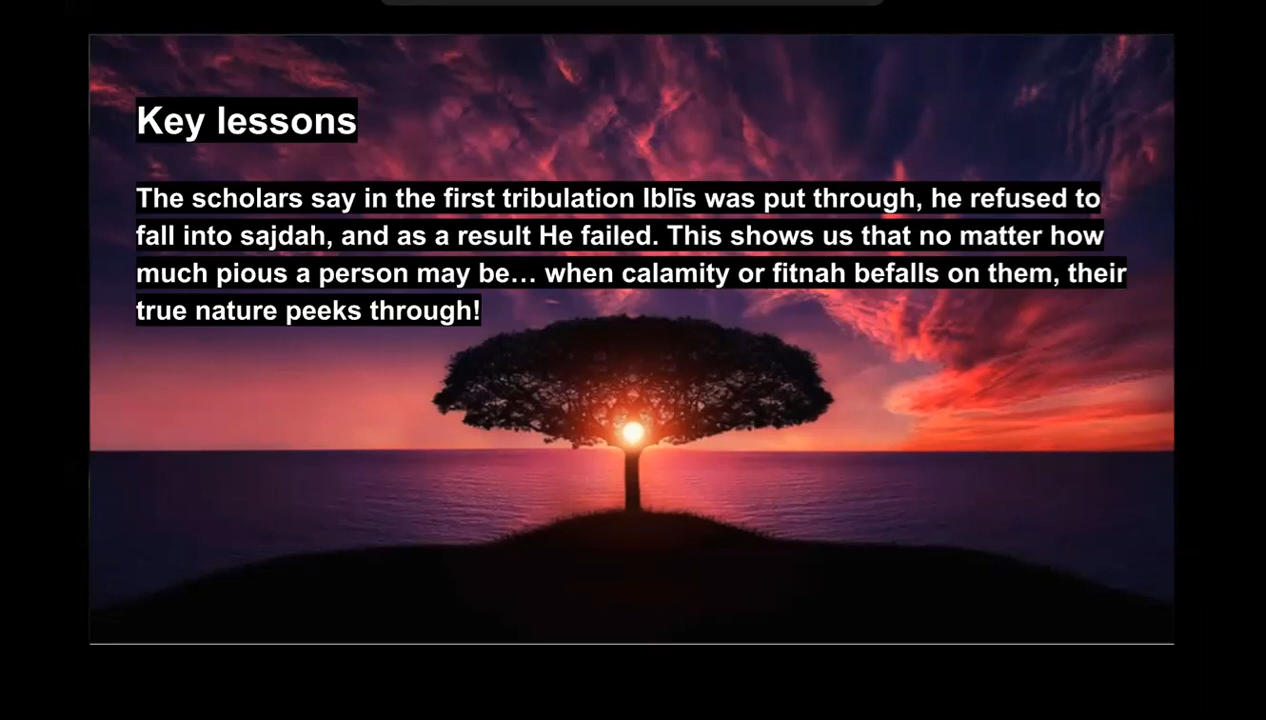 Key lessons
The scholars say in the first tribulation Iblīs was put through, he refused to
fall into sajdah, and as a result He failed. This shows us that no matter how
much pious a person may be… when calamity or fitnah befalls on them, their
true nature peeks through!